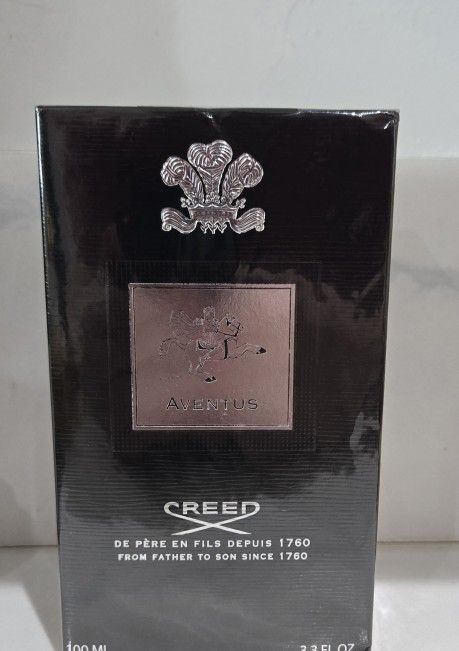 AVENTUS
CREED
DE PÈRE EN FILS DEPUIS 1760
FROM FATHER TO SON SINCE 1760
100 ML 3.3 FL.OZ